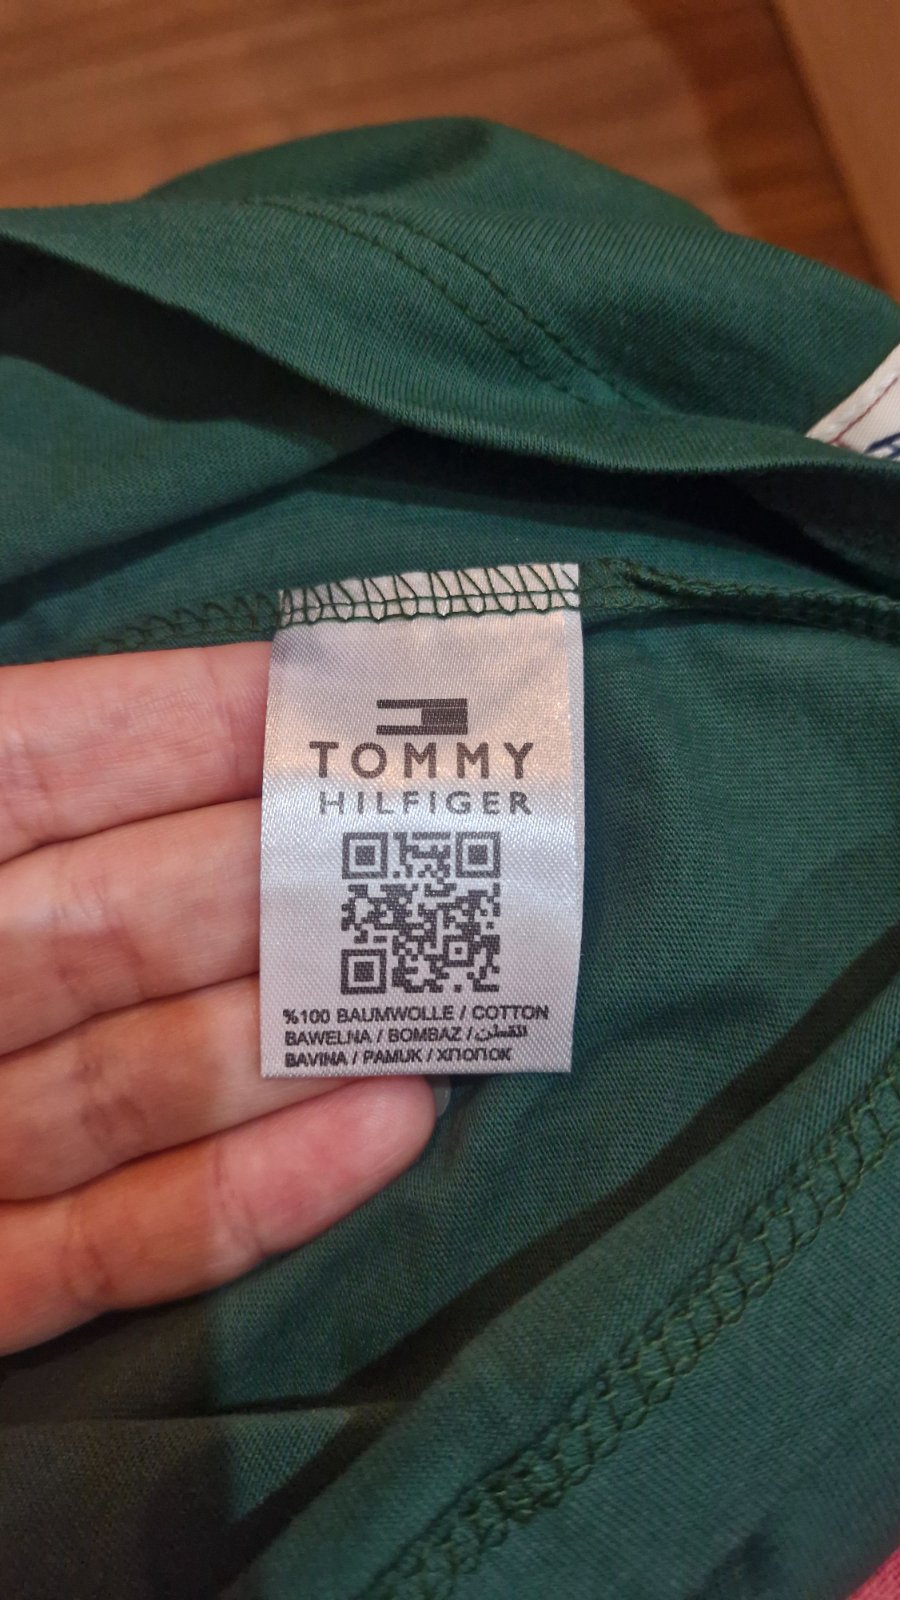 TOMMY
HILFIGER
%100 BAUMWOLLE / COTTON
BAWELNA / BOMBAZ / القطن
BAVINA / PAMUK / ХЛОПОК